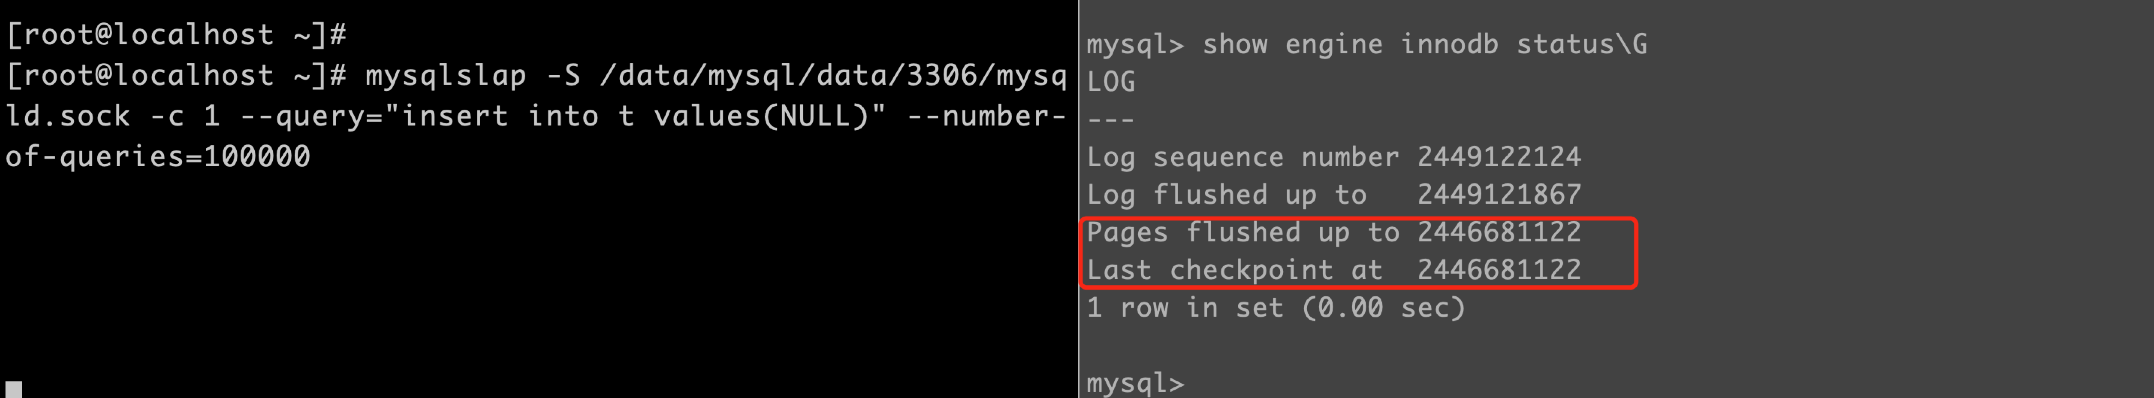 [root@localhost ~]#
[root@localhost ~]# mysqlslap -S /data/mysql/data/3306/mysq
ld.sock -c 1 --query="insert into t values(NULL)" --number-
of-queries=100000
mysql> show engine innodb status\G
LOG
---
Log sequence number 2449122124
Log flushed up to   2449121867
Pages flushed up to 2446681122
Last checkpoint at  2446681122
1 row in set (0.00 sec)
mysql>